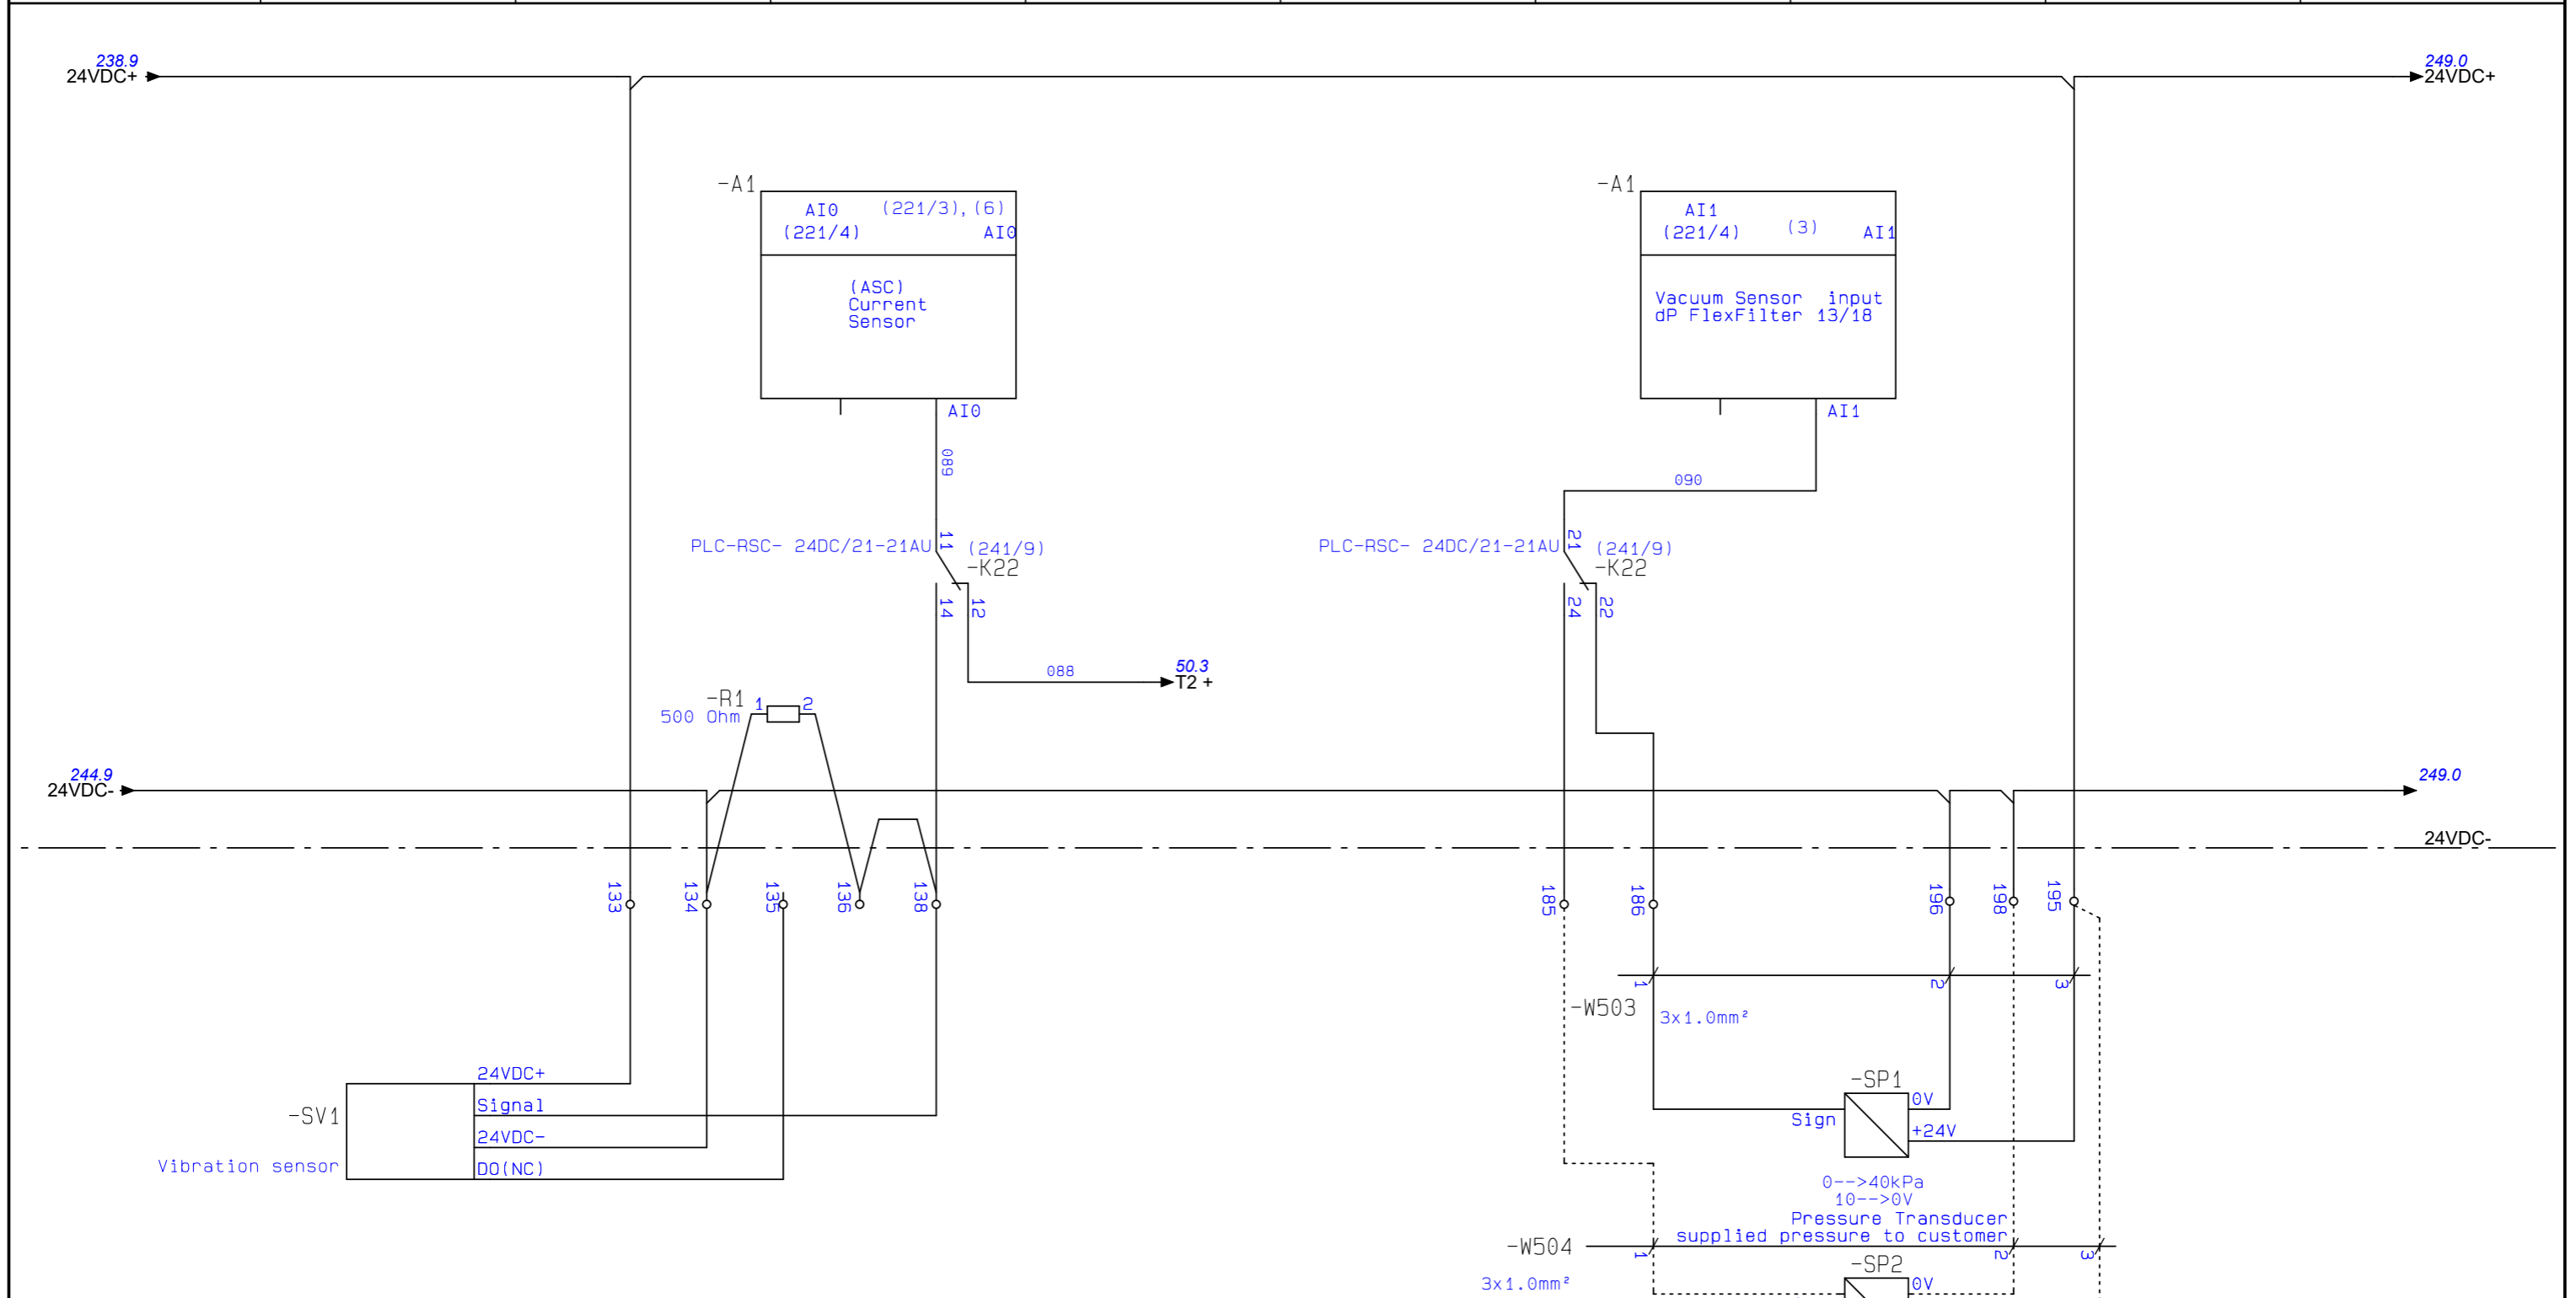 238.9
24VDC+
249.0
24VDC+
-A1
AI0 (221/3),(6)
(221/4) AI0
(ASC)
Current
Sensor
AI0
089
-A1
AI1
(221/4) (3) AI1
Vacuum Sensor input
dP FlexFilter 13/18
AI1
090
PLC-RSC- 24DC/21-21AU
11
(241/9)
-K22
14
12
PLC-RSC- 24DC/21-21AU
21
(241/9)
-K22
24
22
088
50.3
T2 +
-R1
500 Ohm
1
2
244.9
24VDC-
249.0
24VDC-
133
134
135
136
138
185
186
196
198
195
1
2
3
-W503
3x1.0mm²
-SV1
Vibration sensor
24VDC+
Signal
24VDC-
DO(NC)
-SP1
Sign
0V
+24V
0-->40kPa
10-->0V
Pressure Transducer
supplied pressure to customer
-W504
1
2
3
3x1.0mm²
-SP2
0V